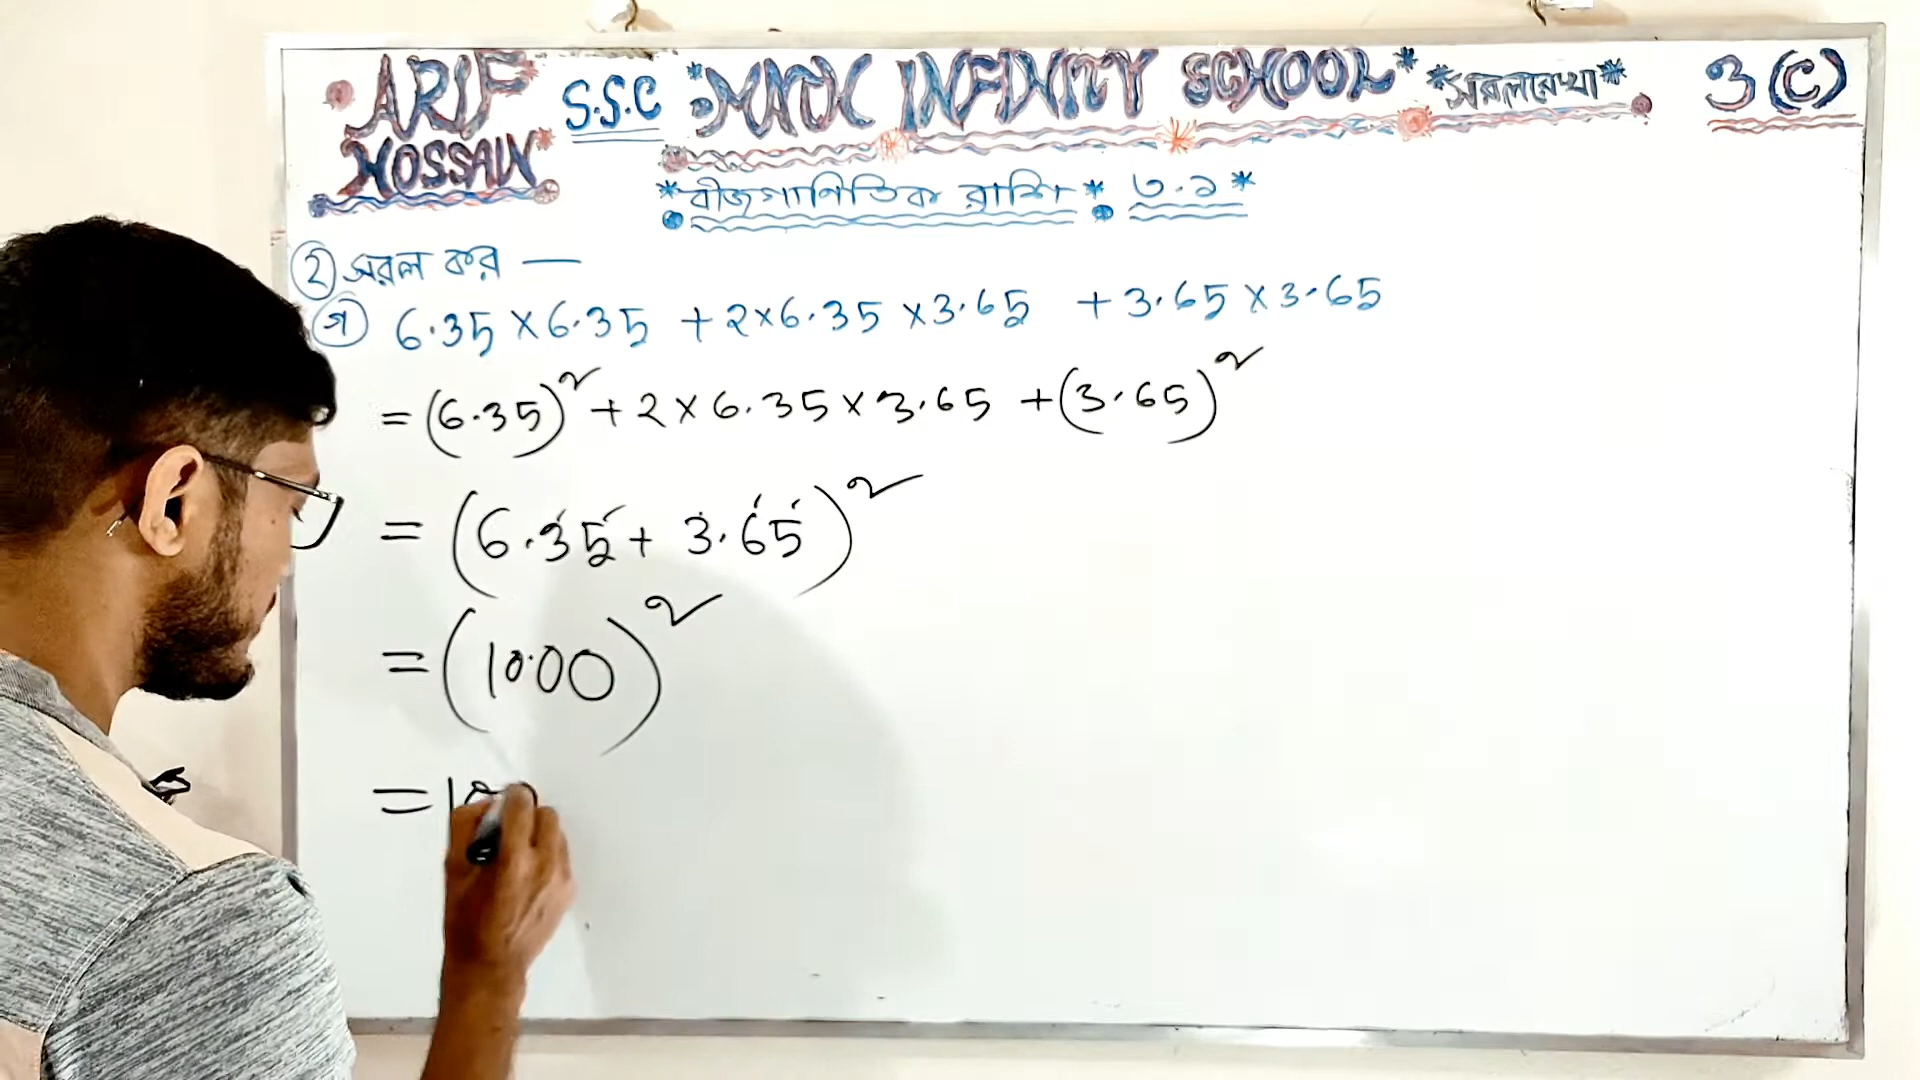 ARIF HOSSAIN S.S.C *MATH INFINITY SCHOOL* *সরলরেখা* 3(C)
*বীজগাণিতিক রাশি* ৩.১*
২ সরল কর —
গ 6.35 × 6.35 + 2×6.35 × 3.65 + 3.65 × 3.65
= (6.35)² + 2 × 6.35 × 3.65 + (3.65)²
= (6.35 + 3.65)²
= (10.00)²
= 100